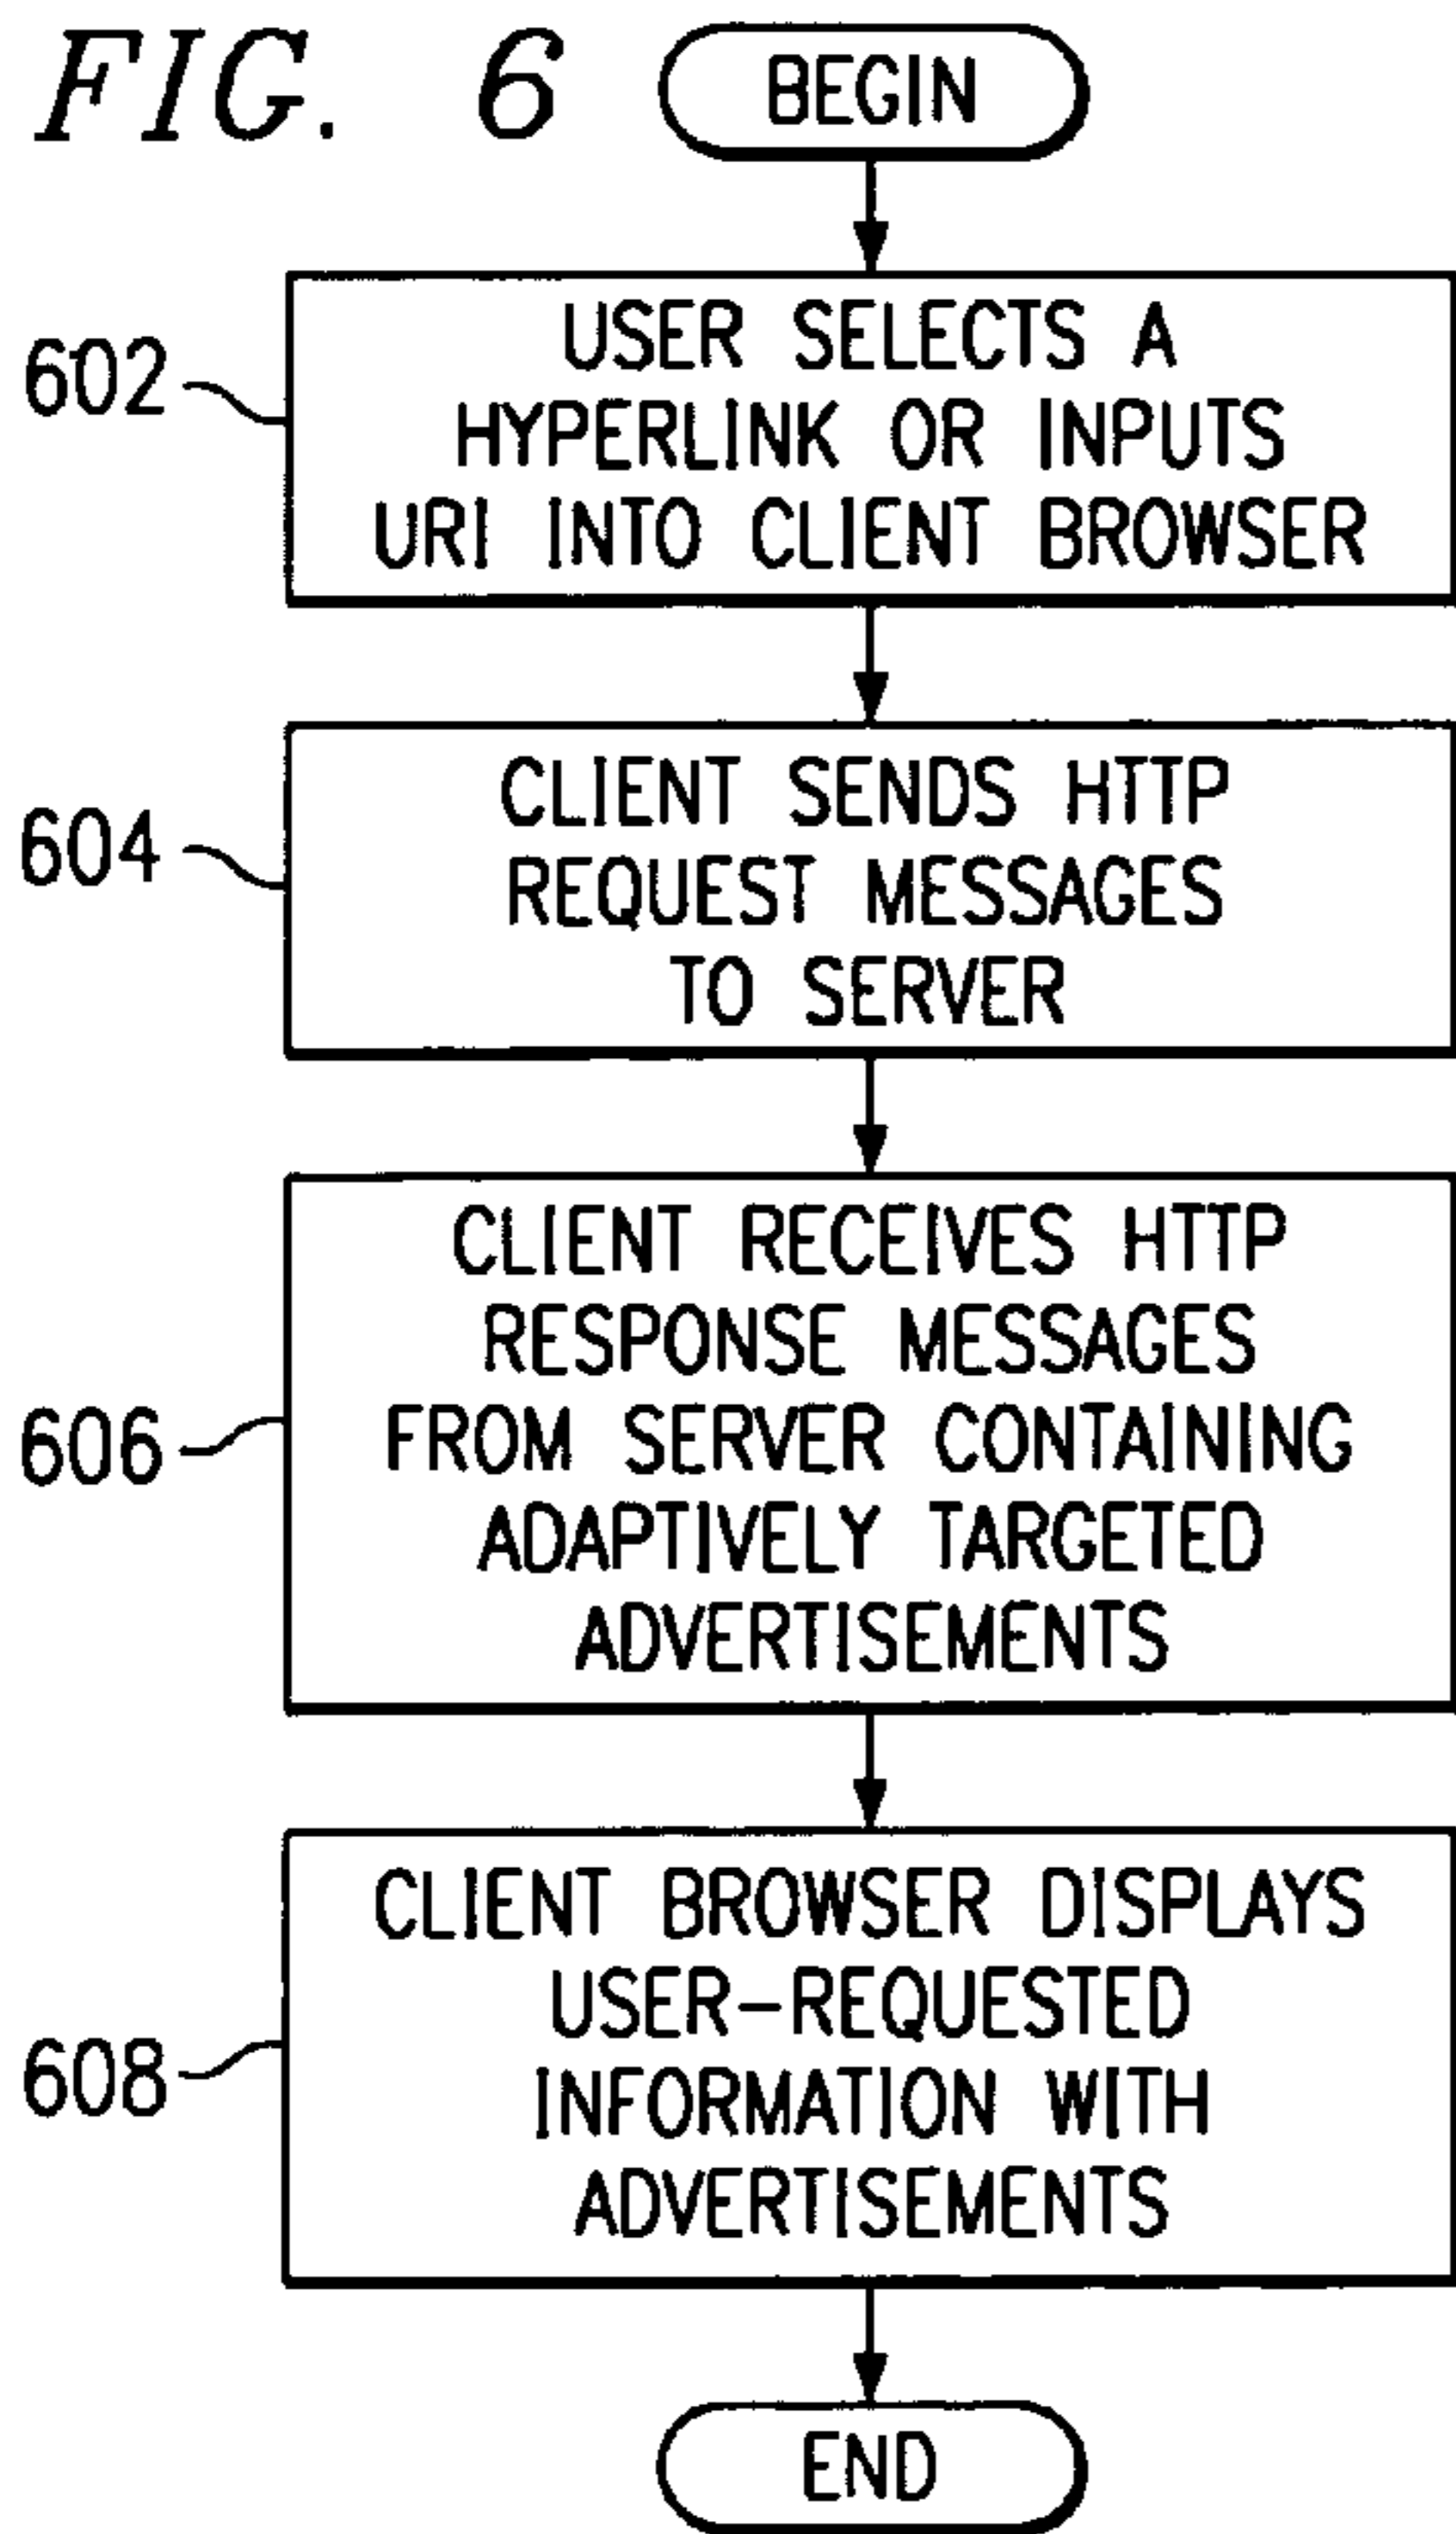 FIG. 6
BEGIN
602
USER SELECTS A
HYPERLINK OR INPUTS
URI INTO CLIENT BROWSER
604
CLIENT SENDS HTTP
REQUEST MESSAGES
TO SERVER
606
CLIENT RECEIVES HTTP
RESPONSE MESSAGES
FROM SERVER CONTAINING
ADAPTIVELY TARGETED
ADVERTISEMENTS
608
CLIENT BROWSER DISPLAYS
USER-REQUESTED
INFORMATION WITH
ADVERTISEMENTS
END